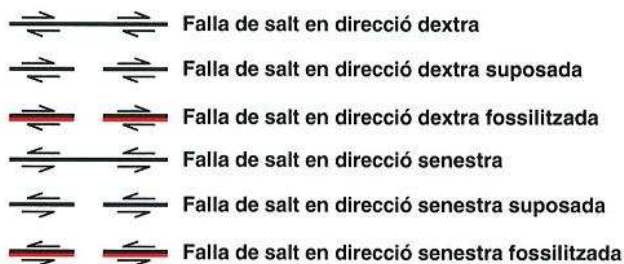 Falla de salt en direcció dextra
Falla de salt en direcció dextra suposada
Falla de salt en direcció dextra fossilitzada
Falla de salt en direcció senestra
Falla de salt en direcció senestra suposada
Falla de salt en direcció senestra fossilitzada